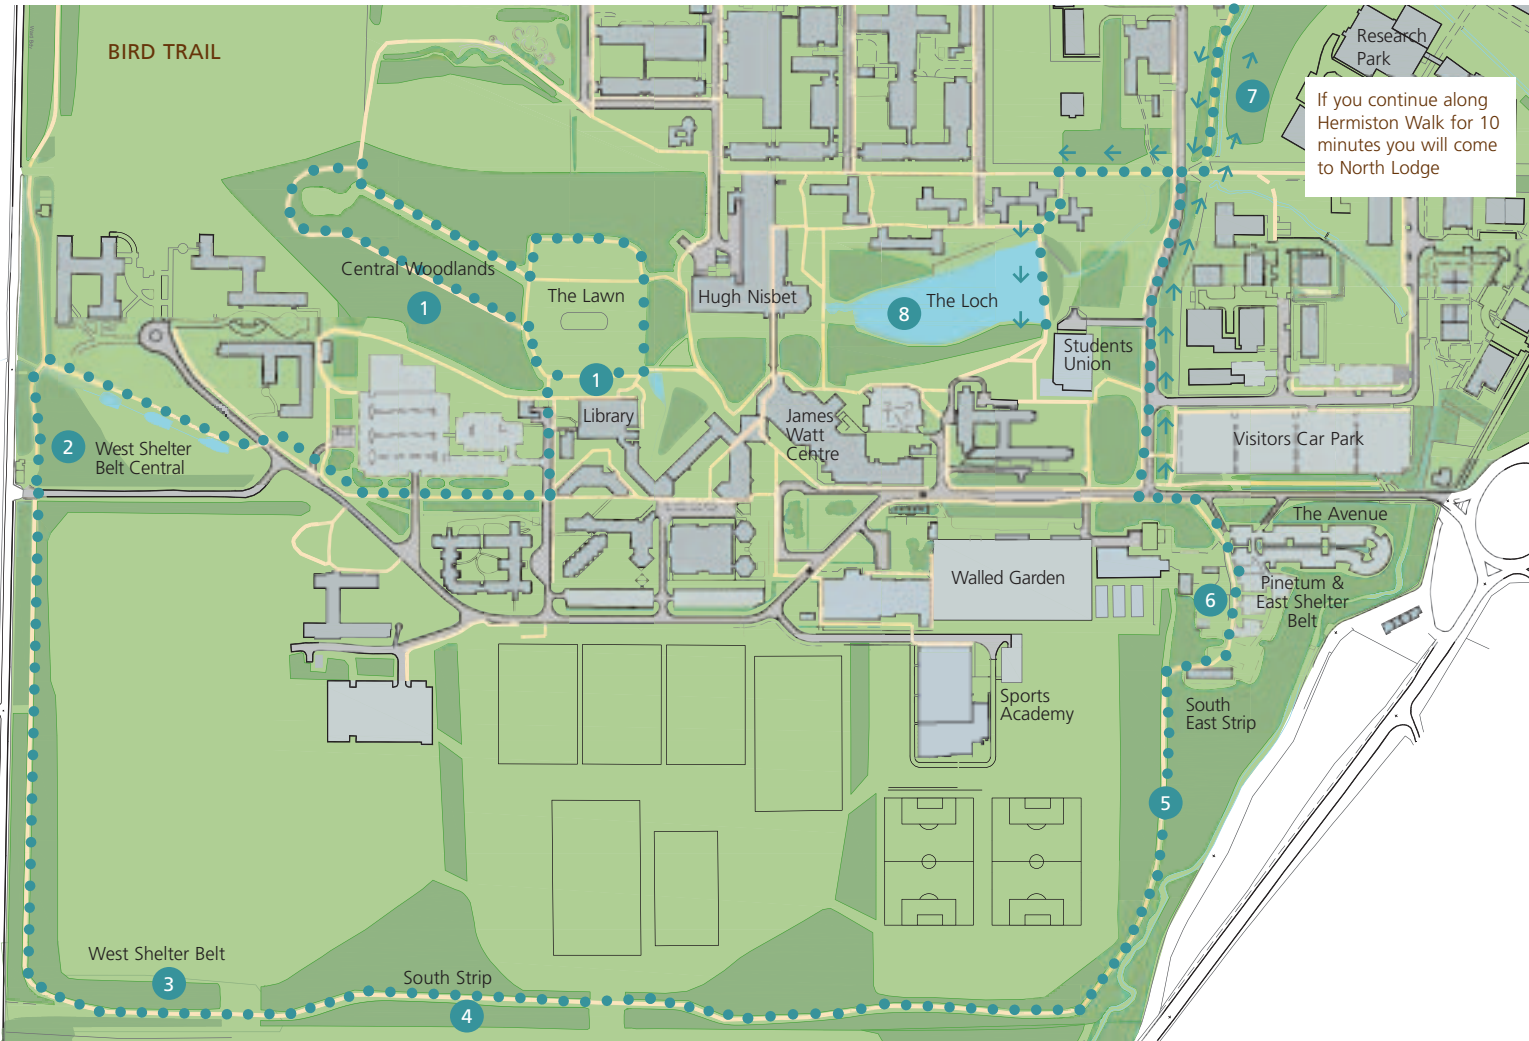 BIRD TRAIL
Research
Park
7
If you continue along
Hermiston Walk for 10
minutes you will come
to North Lodge
Central Woodlands
1
The Lawn
Hugh Nisbet
8
The Loch
Students
Union
1
Library
James
Watt
Centre
Visitors Car Park
2
West Shelter
Belt Central
The Avenue
Walled Garden
6
Pinetum &
East Shelter
Belt
Sports
Academy
South
East Strip
5
West Shelter Belt
3
South Strip
4